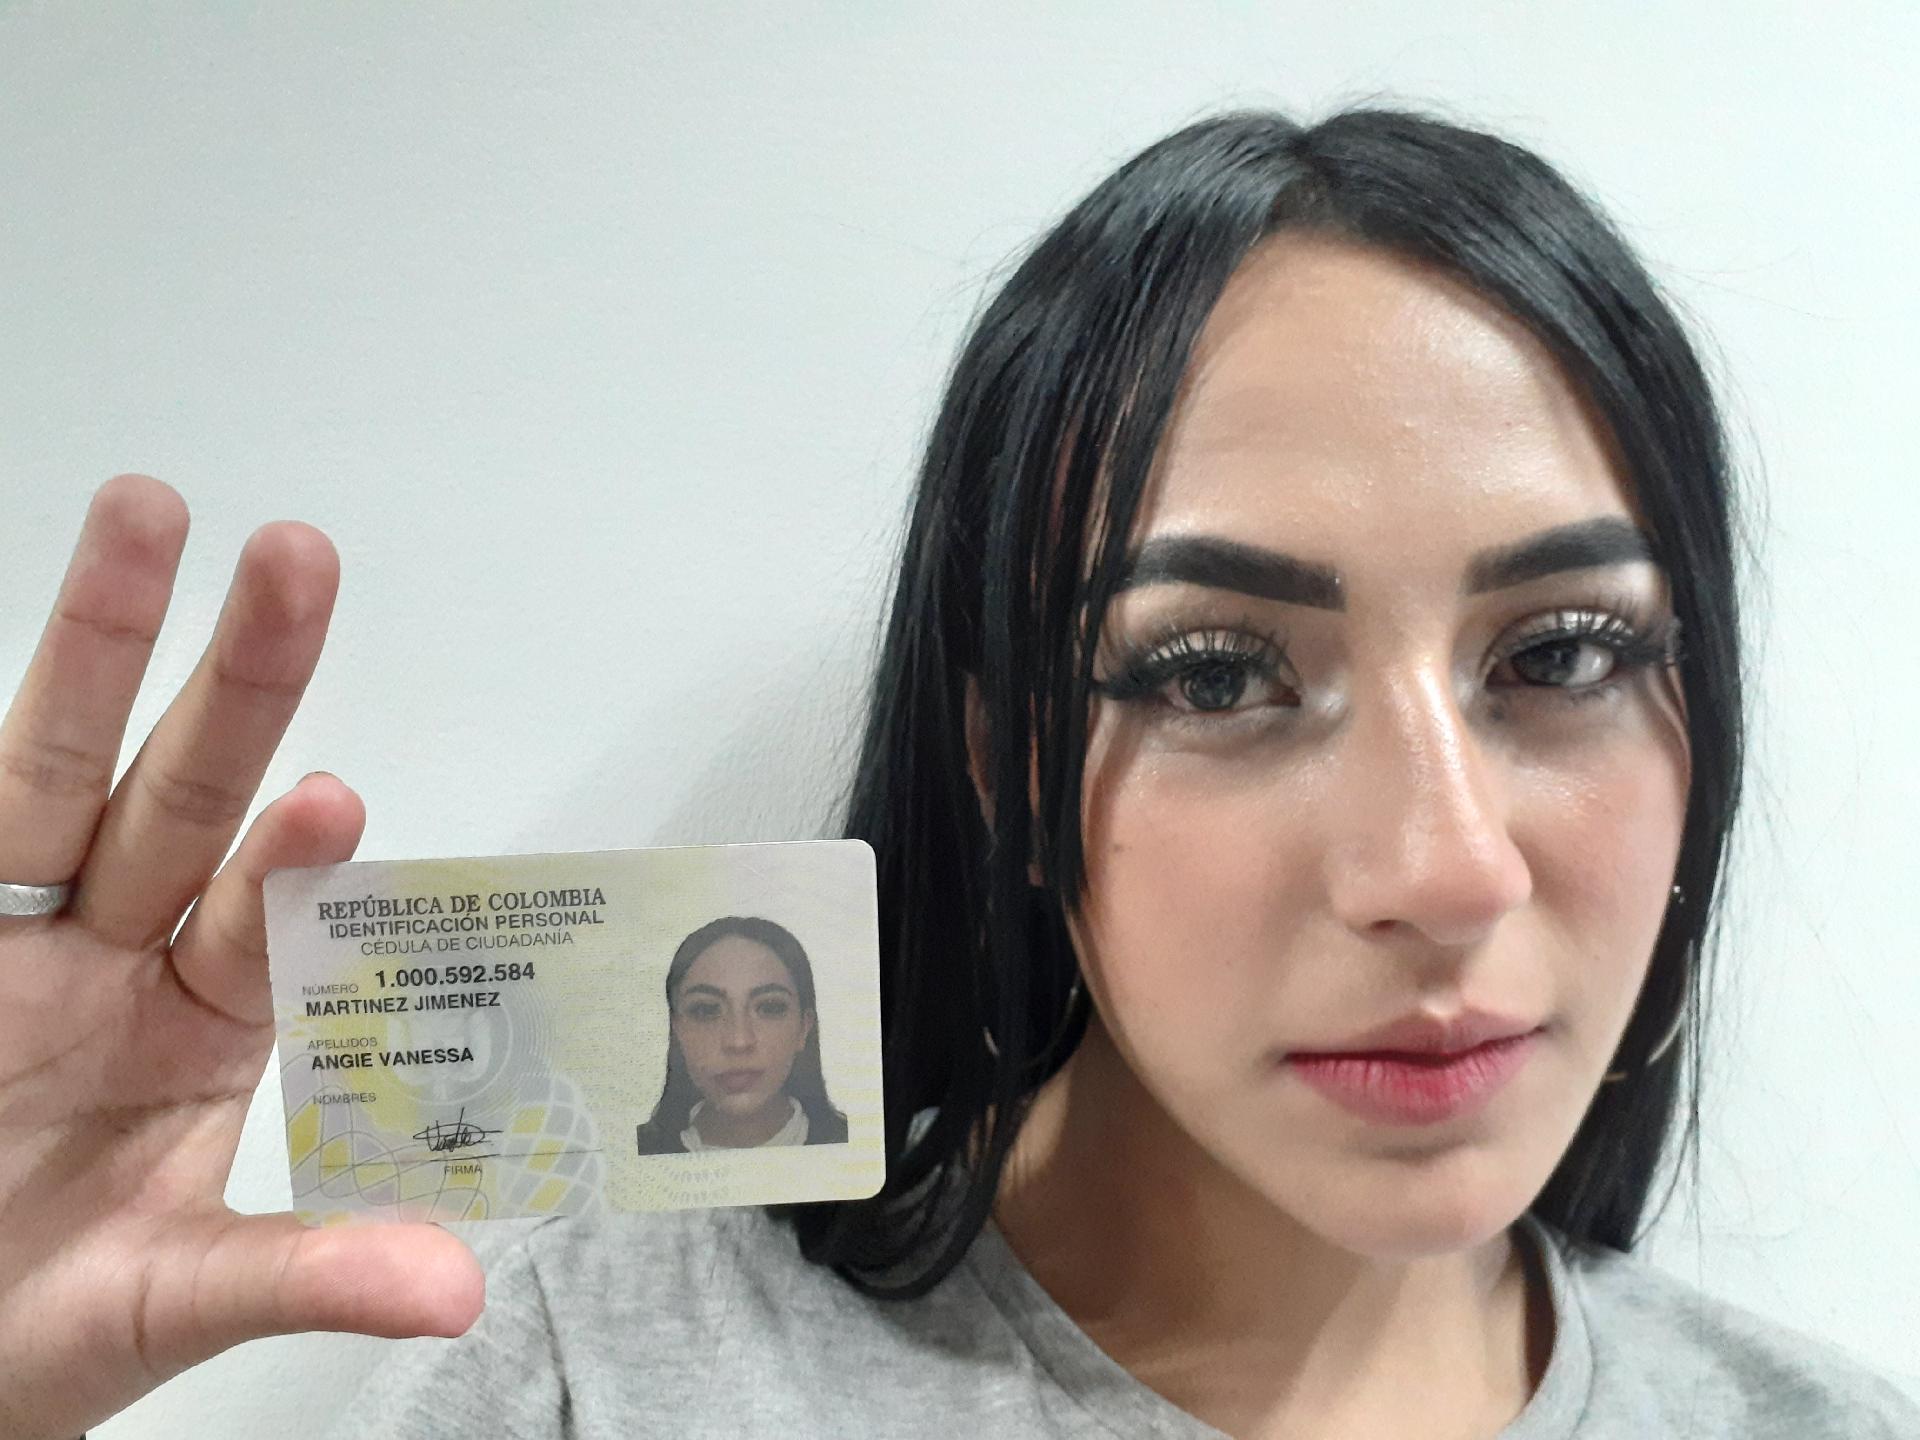 REPÚBLICA DE COLOMBIA
IDENTIFICACIÓN PERSONAL
CÉDULA DE CIUDADANÍA
NÚMERO 1.000.592.584
MARTINEZ JIMENEZ
APELLIDOS
ANGIE VANESSA
NOMBRES
FIRMA